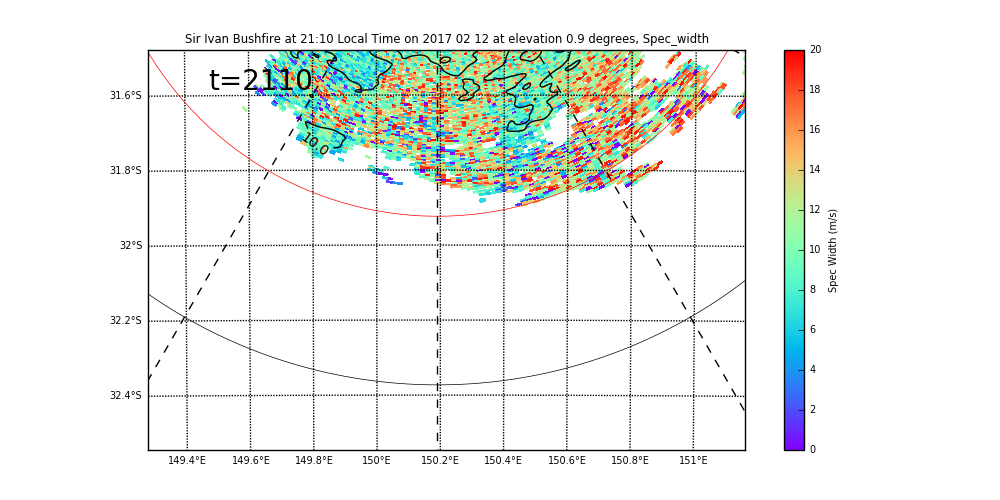 Sir Ivan Bushfire at 21:10 Local Time on 2017 02 12 at elevation 0.9 degrees, Spec_width
t=2110
31.6°S
31.8°S
32°S
32.2°S
32.4°S
149.4°E 149.6°E 149.8°E 150°E 150.2°E 150.4°E 150.6°E 150.8°E 151°E
20
18
16
14
12
10
8
6
4
2
0
Spec Width (m/s)